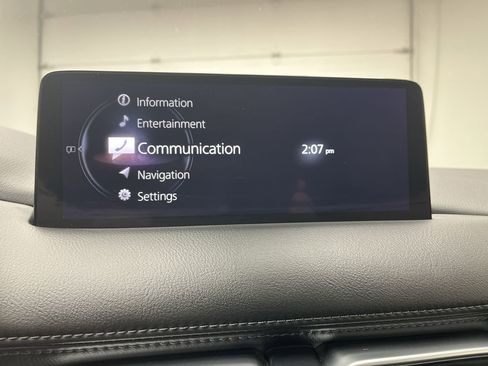 Information
Entertainment
Communication
2:07 pm
Navigation
Settings